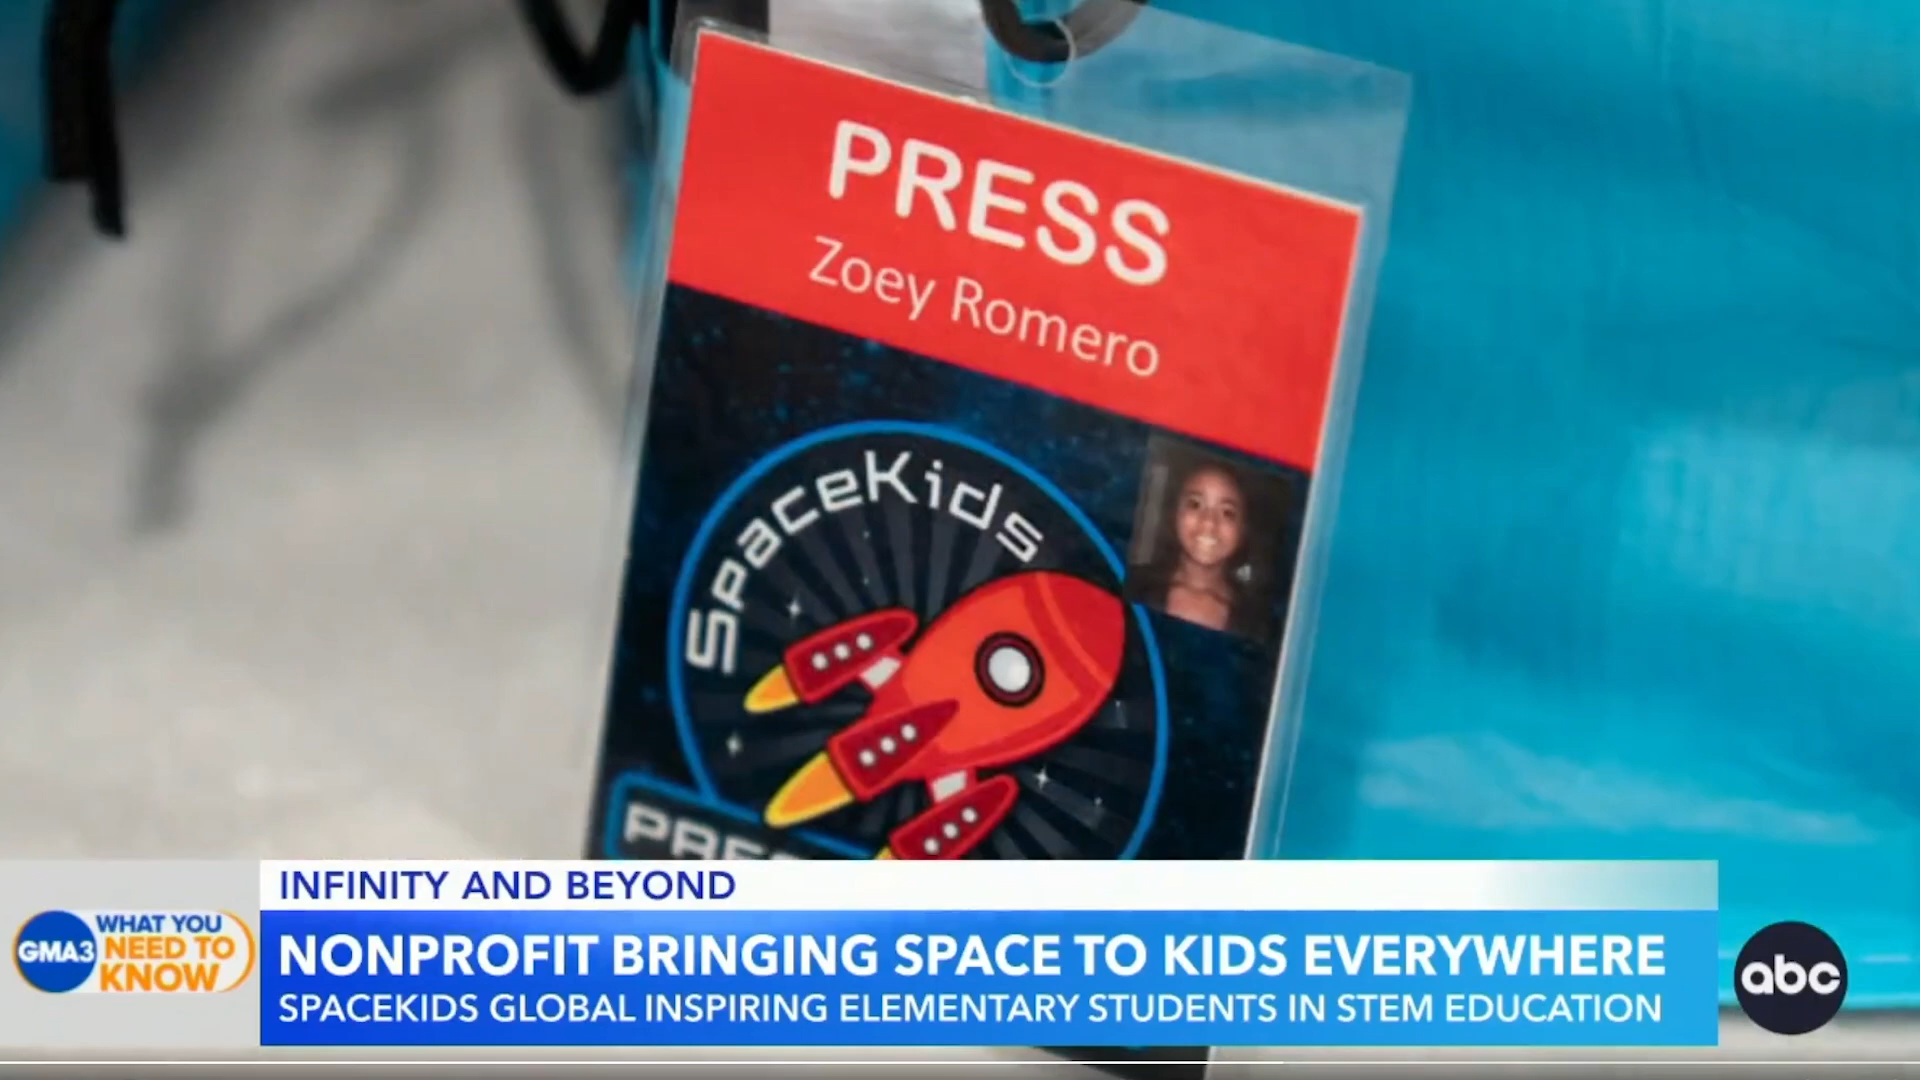 PRESS
Zoey Romero
SpaceKids
PRESS
INFINITY AND BEYOND
GMA3
WHAT YOU
NEED TO
KNOW
NONPROFIT BRINGING SPACE TO KIDS EVERYWHERE
SPACEKIDS GLOBAL INSPIRING ELEMENTARY STUDENTS IN STEM EDUCATION
abc